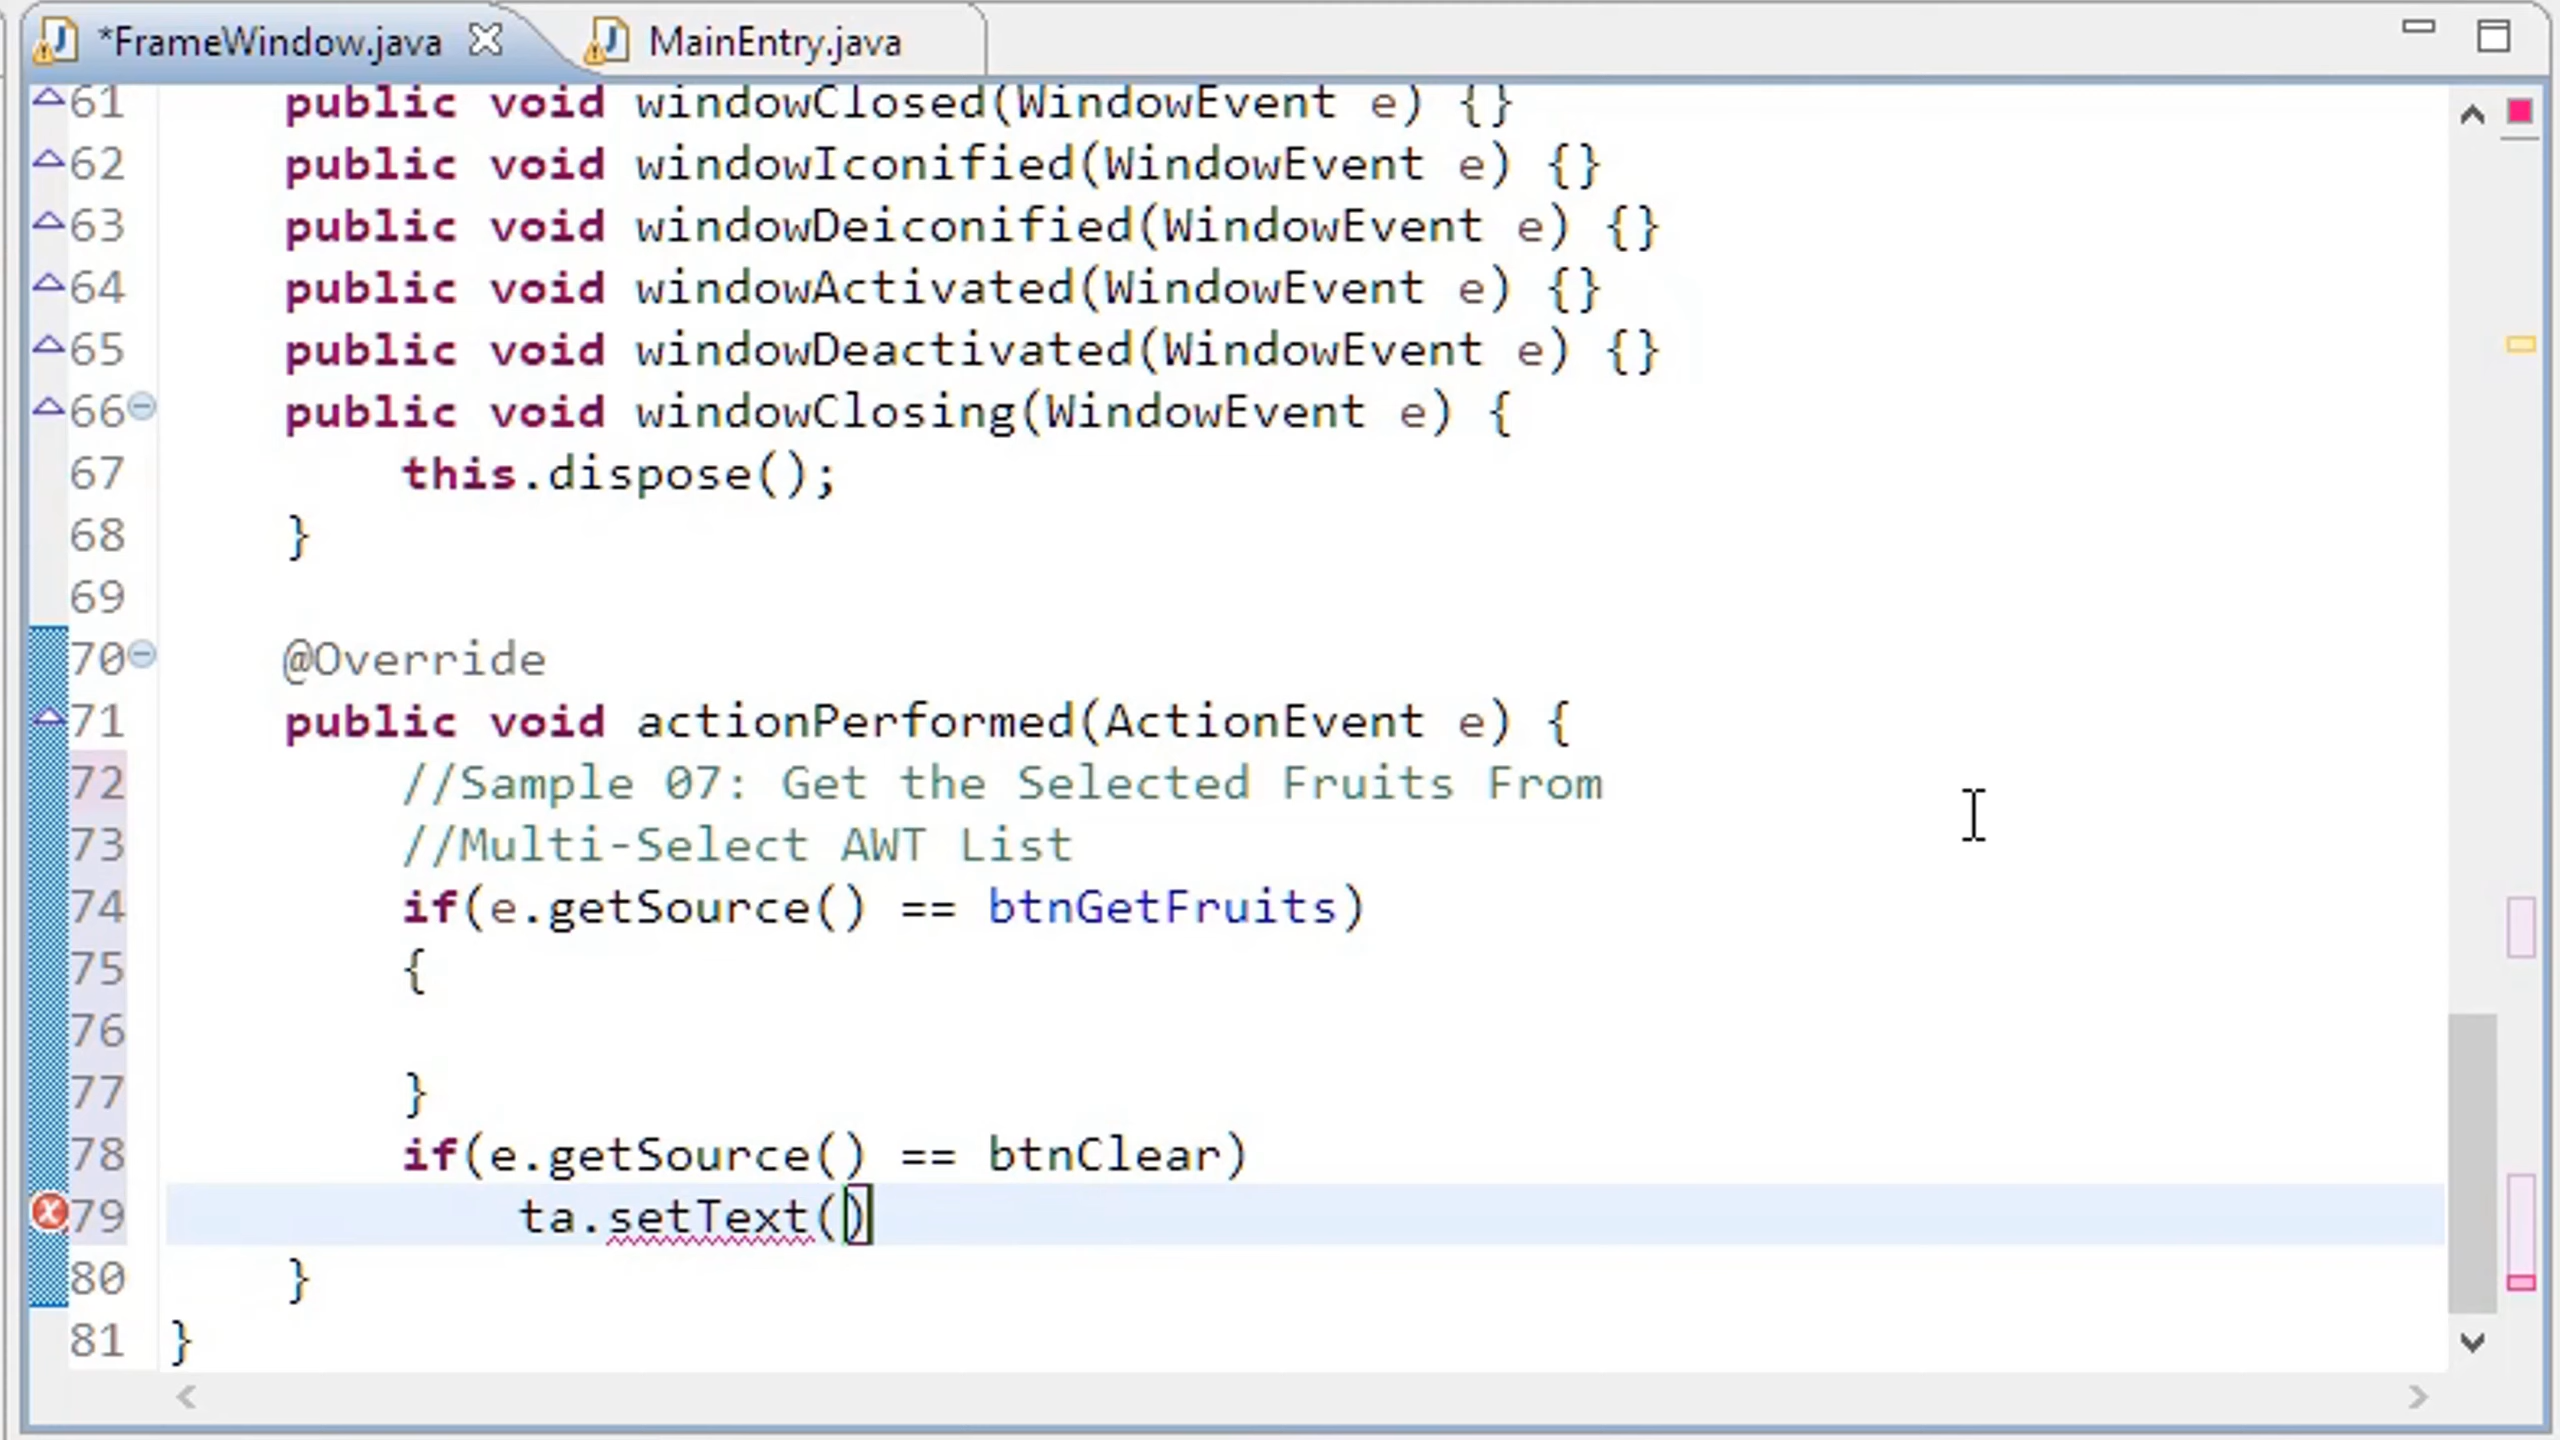 *FrameWindow.java MainEntry.java
61 public void windowClosed(WindowEvent e) {}
62 public void windowIconified(WindowEvent e) {}
63 public void windowDeiconified(WindowEvent e) {}
64 public void windowActivated(WindowEvent e) {}
65 public void windowDeactivated(WindowEvent e) {}
66 public void windowClosing(WindowEvent e) {
67 this.dispose();
68 }
69
70 @Override
71 public void actionPerformed(ActionEvent e) {
72 //Sample 07: Get the Selected Fruits From
73 //Multi-Select AWT List
74 if(e.getSource() == btnGetFruits)
75 {
76
77 }
78 if(e.getSource() == btnClear)
79 ta.setText()
80 }
81 }